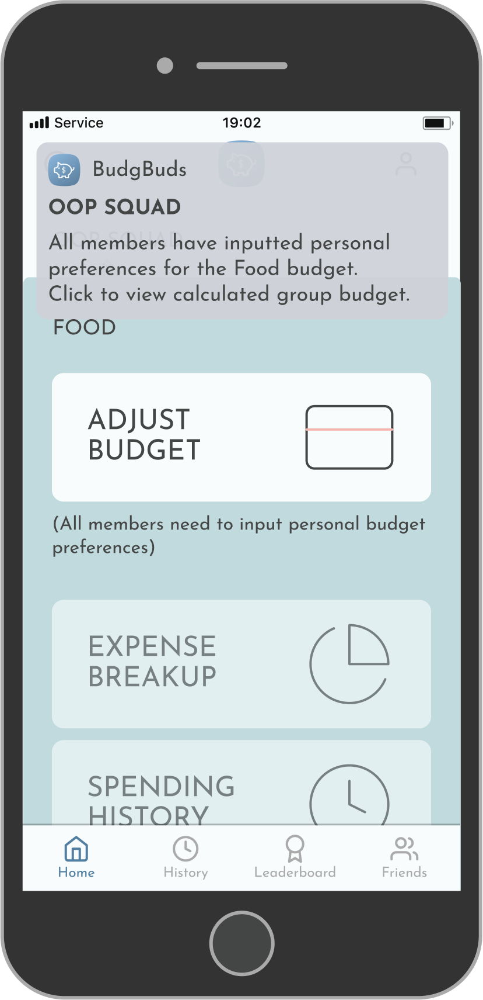 Service
19:02
BudgBuds
OOP SQUAD
OOP SQUAD
All members have inputted personal
preferences for the Food budget.
Click to view calculated group budget.
FOOD
ADJUST
BUDGET
(All members need to input personal budget
preferences)
EXPENSE
BREAKUP
SPENDING
HISTORY
Home
History
Leaderboard
Friends